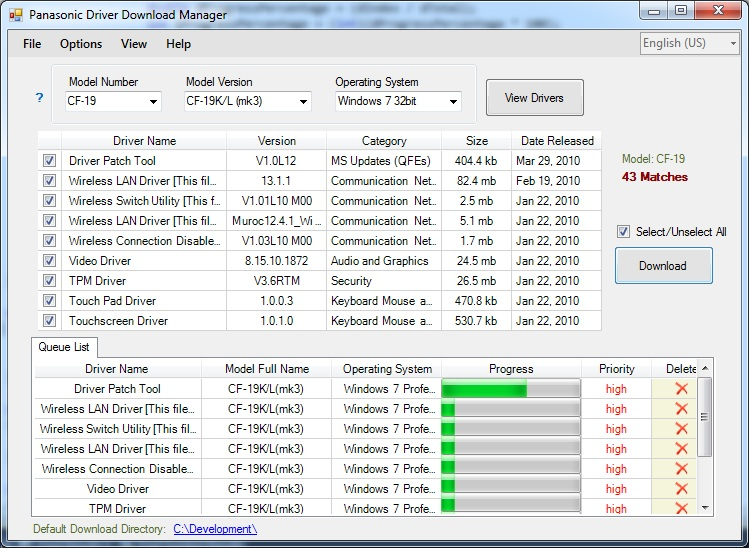 Panasonic Driver Download Manager
File Options View Help English (US)
Model Number Model Version Operating System
? CF-19 CF-19K/L (mk3) Windows 7 32bit View Drivers
Driver Name Version Category Size Date Released
Driver Patch Tool V1.0L12 MS Updates (QFEs) 404.4 kb Mar 29, 2010
Wireless LAN Driver [This fil... 13.1.1 Communication Net... 82.4 mb Feb 19, 2010
Wireless Switch Utility [This f... V1.01L10 M00 Communication Net... 2.5 mb Jan 22, 2010
Wireless LAN Driver [This fil... Muroc12.4.1_Wi... Communication Net... 5.1 mb Jan 22, 2010
Wireless Connection Disable... V1.03L10 M00 Communication Net... 1.7 mb Jan 22, 2010
Video Driver 8.15.10.1872 Audio and Graphics 24.5 mb Jan 22, 2010
TPM Driver V3.6RTM Security 26.5 mb Jan 22, 2010
Touch Pad Driver 1.0.0.3 Keyboard Mouse a... 470.8 kb Jan 22, 2010
Touchscreen Driver 1.0.1.0 Keyboard Mouse a... 530.7 kb Jan 22, 2010
Model: CF-19
43 Matches
Select/Unselect All
Download
Queue List
Driver Name Model Full Name Operating System Progress Priority Delete
Driver Patch Tool CF-19K/L(mk3) Windows 7 Profe... high
Wireless LAN Driver [This file... CF-19K/L(mk3) Windows 7 Profe... high
Wireless Switch Utility [This... CF-19K/L(mk3) Windows 7 Profe... high
Wireless LAN Driver [This file... CF-19K/L(mk3) Windows 7 Profe... high
Wireless Connection Disable... CF-19K/L(mk3) Windows 7 Profe... high
Video Driver CF-19K/L(mk3) Windows 7 Profe... high
TPM Driver CF-19K/L(mk3) Windows 7 Profe... high
Default Download Directory: C:\Development\